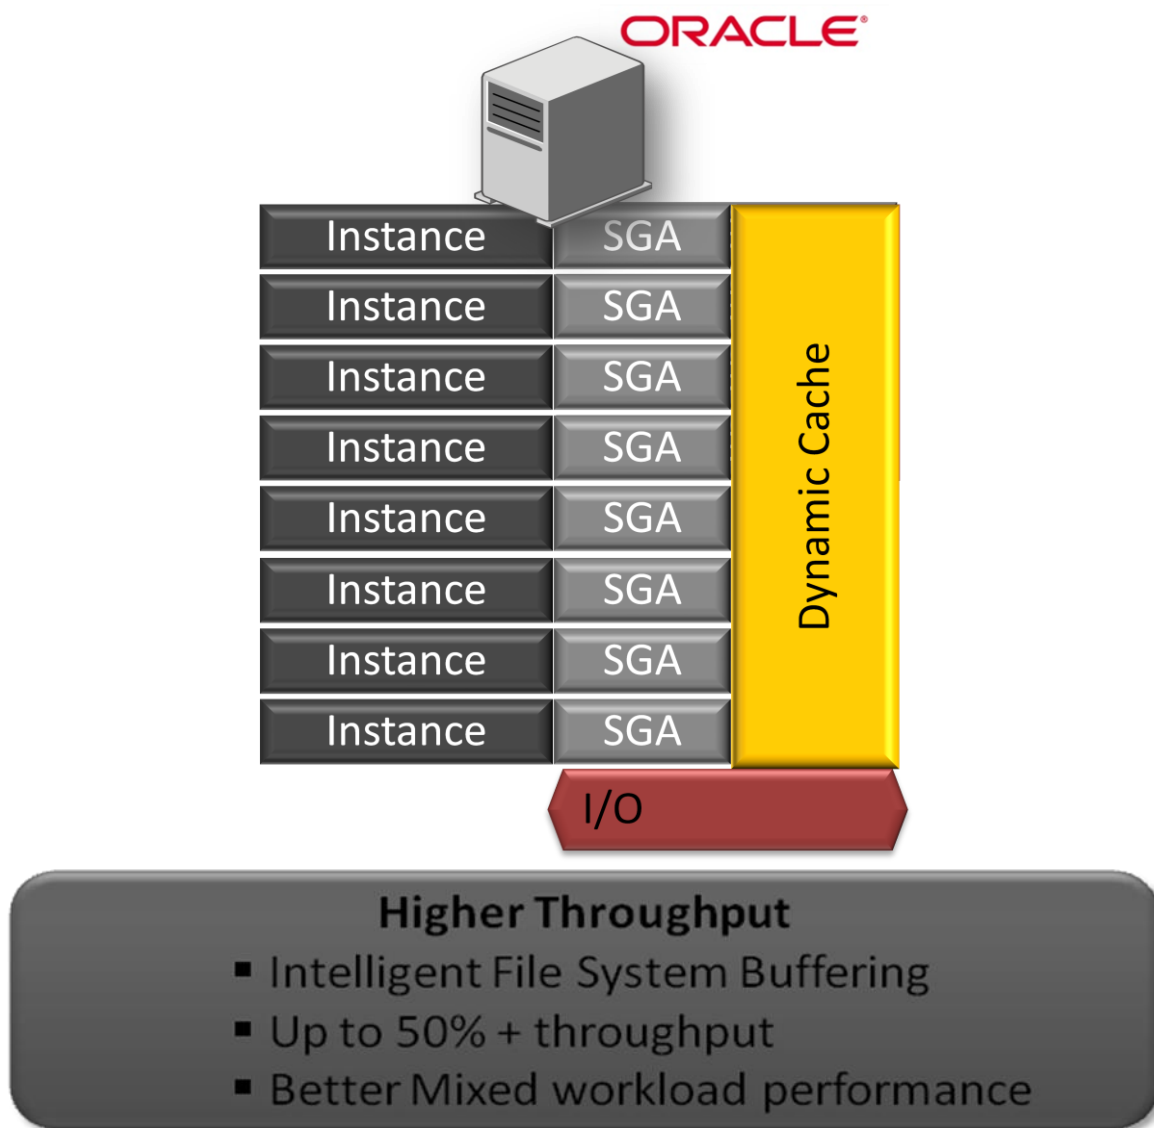 ORACLE®
Instance SGA
Instance SGA
Instance SGA
Instance SGA
Instance SGA
Instance SGA
Instance SGA
Instance SGA
Dynamic Cache
I/O
Higher Throughput
▪ Intelligent File System Buffering
▪ Up to 50% + throughput
▪ Better Mixed workload performance